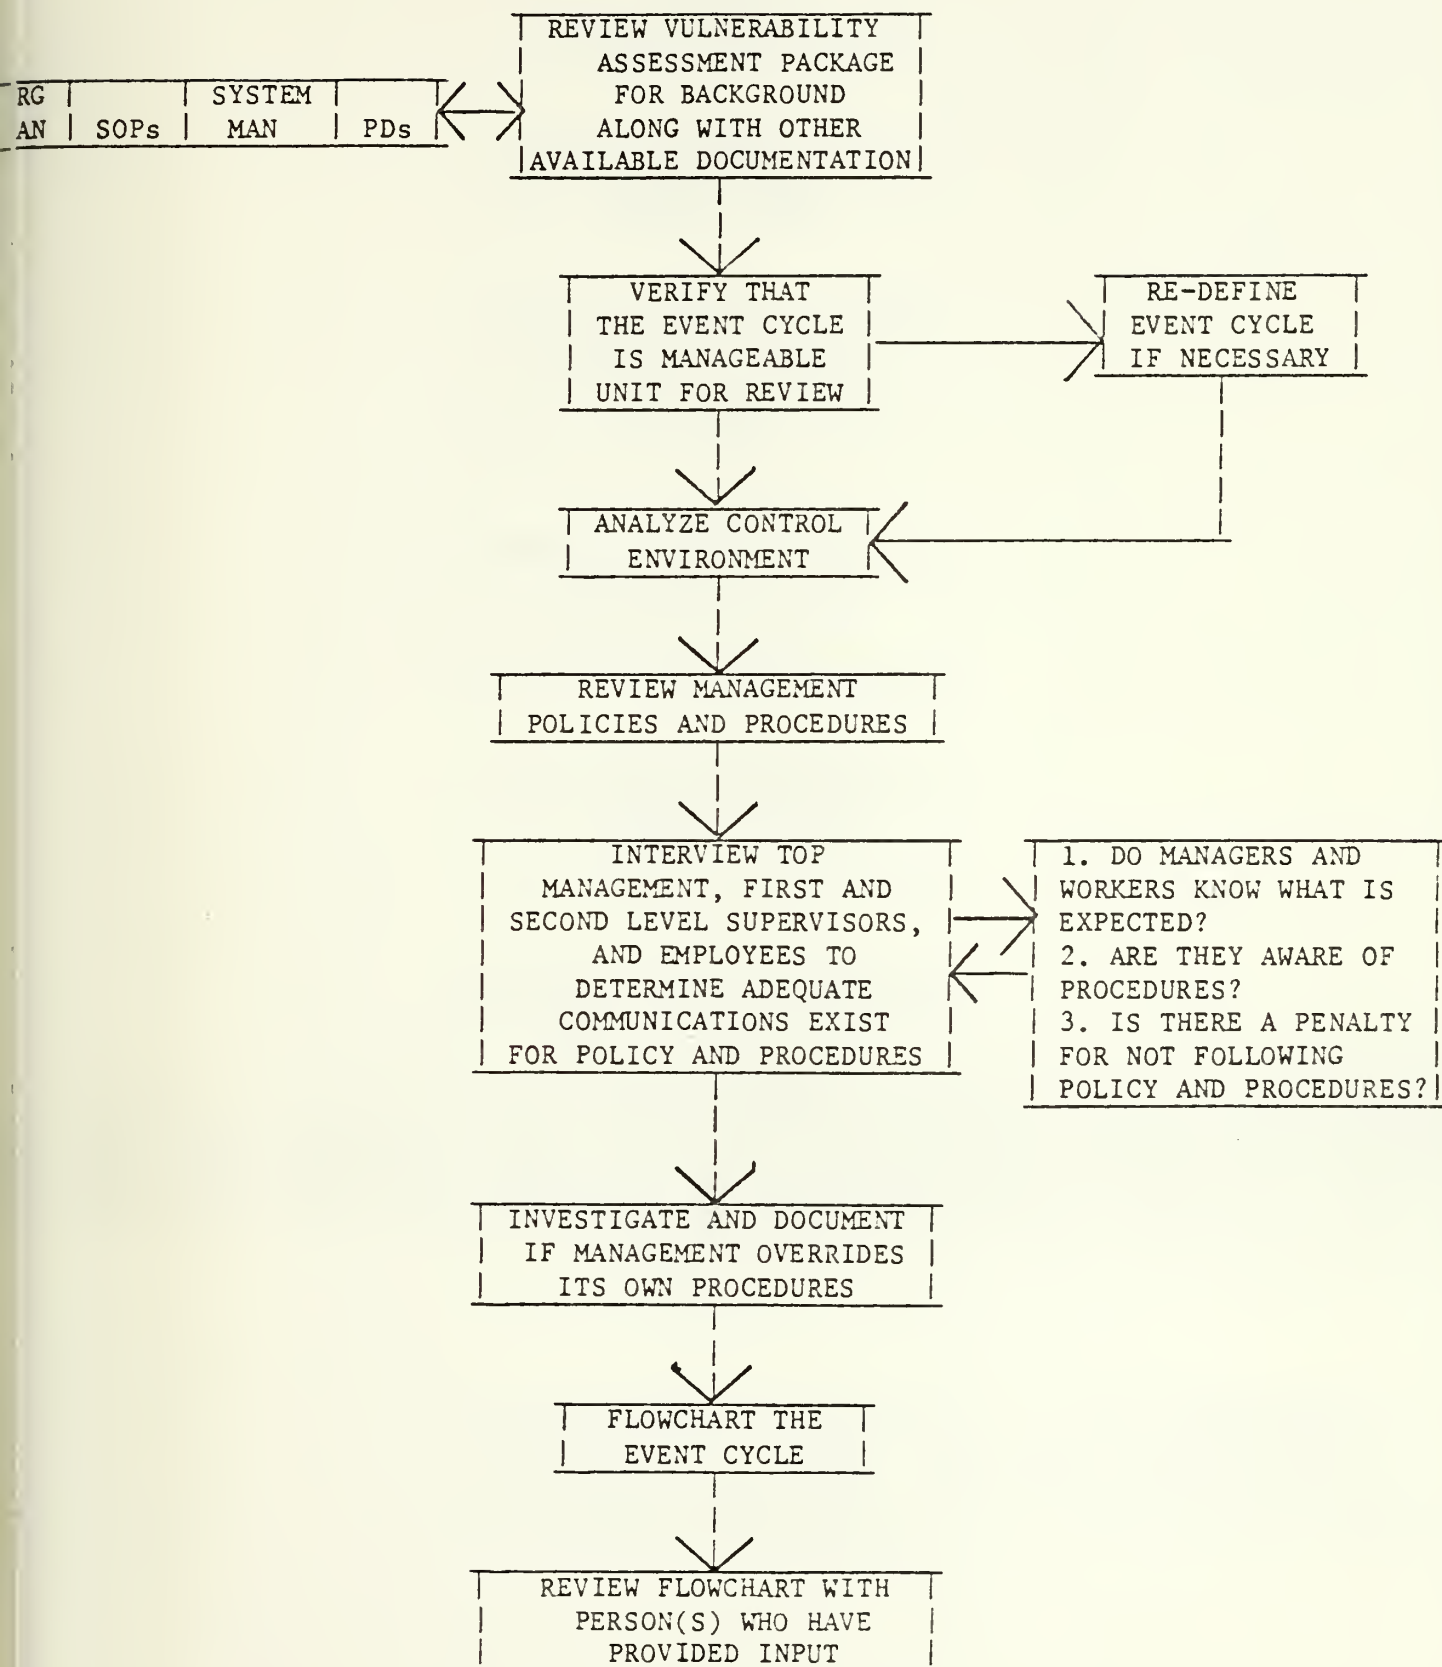 REVIEW VULNERABILITY
ASSESSMENT PACKAGE
FOR BACKGROUND
ALONG WITH OTHER
AVAILABLE DOCUMENTATION
RG
AN
SOPs
SYSTEM
MAN
PDs
VERIFY THAT
THE EVENT CYCLE
IS MANAGEABLE
UNIT FOR REVIEW
RE-DEFINE
EVENT CYCLE
IF NECESSARY
ANALYZE CONTROL
ENVIRONMENT
REVIEW MANAGEMENT
POLICIES AND PROCEDURES
INTERVIEW TOP
MANAGEMENT, FIRST AND
SECOND LEVEL SUPERVISORS,
AND EMPLOYEES TO
DETERMINE ADEQUATE
COMMUNICATIONS EXIST
FOR POLICY AND PROCEDURES
1. DO MANAGERS AND
WORKERS KNOW WHAT IS
EXPECTED?
2. ARE THEY AWARE OF
PROCEDURES?
3. IS THERE A PENALTY
FOR NOT FOLLOWING
POLICY AND PROCEDURES?
INVESTIGATE AND DOCUMENT
IF MANAGEMENT OVERRIDES
ITS OWN PROCEDURES
FLOWCHART THE
EVENT CYCLE
REVIEW FLOWCHART WITH
PERSON(S) WHO HAVE
PROVIDED INPUT